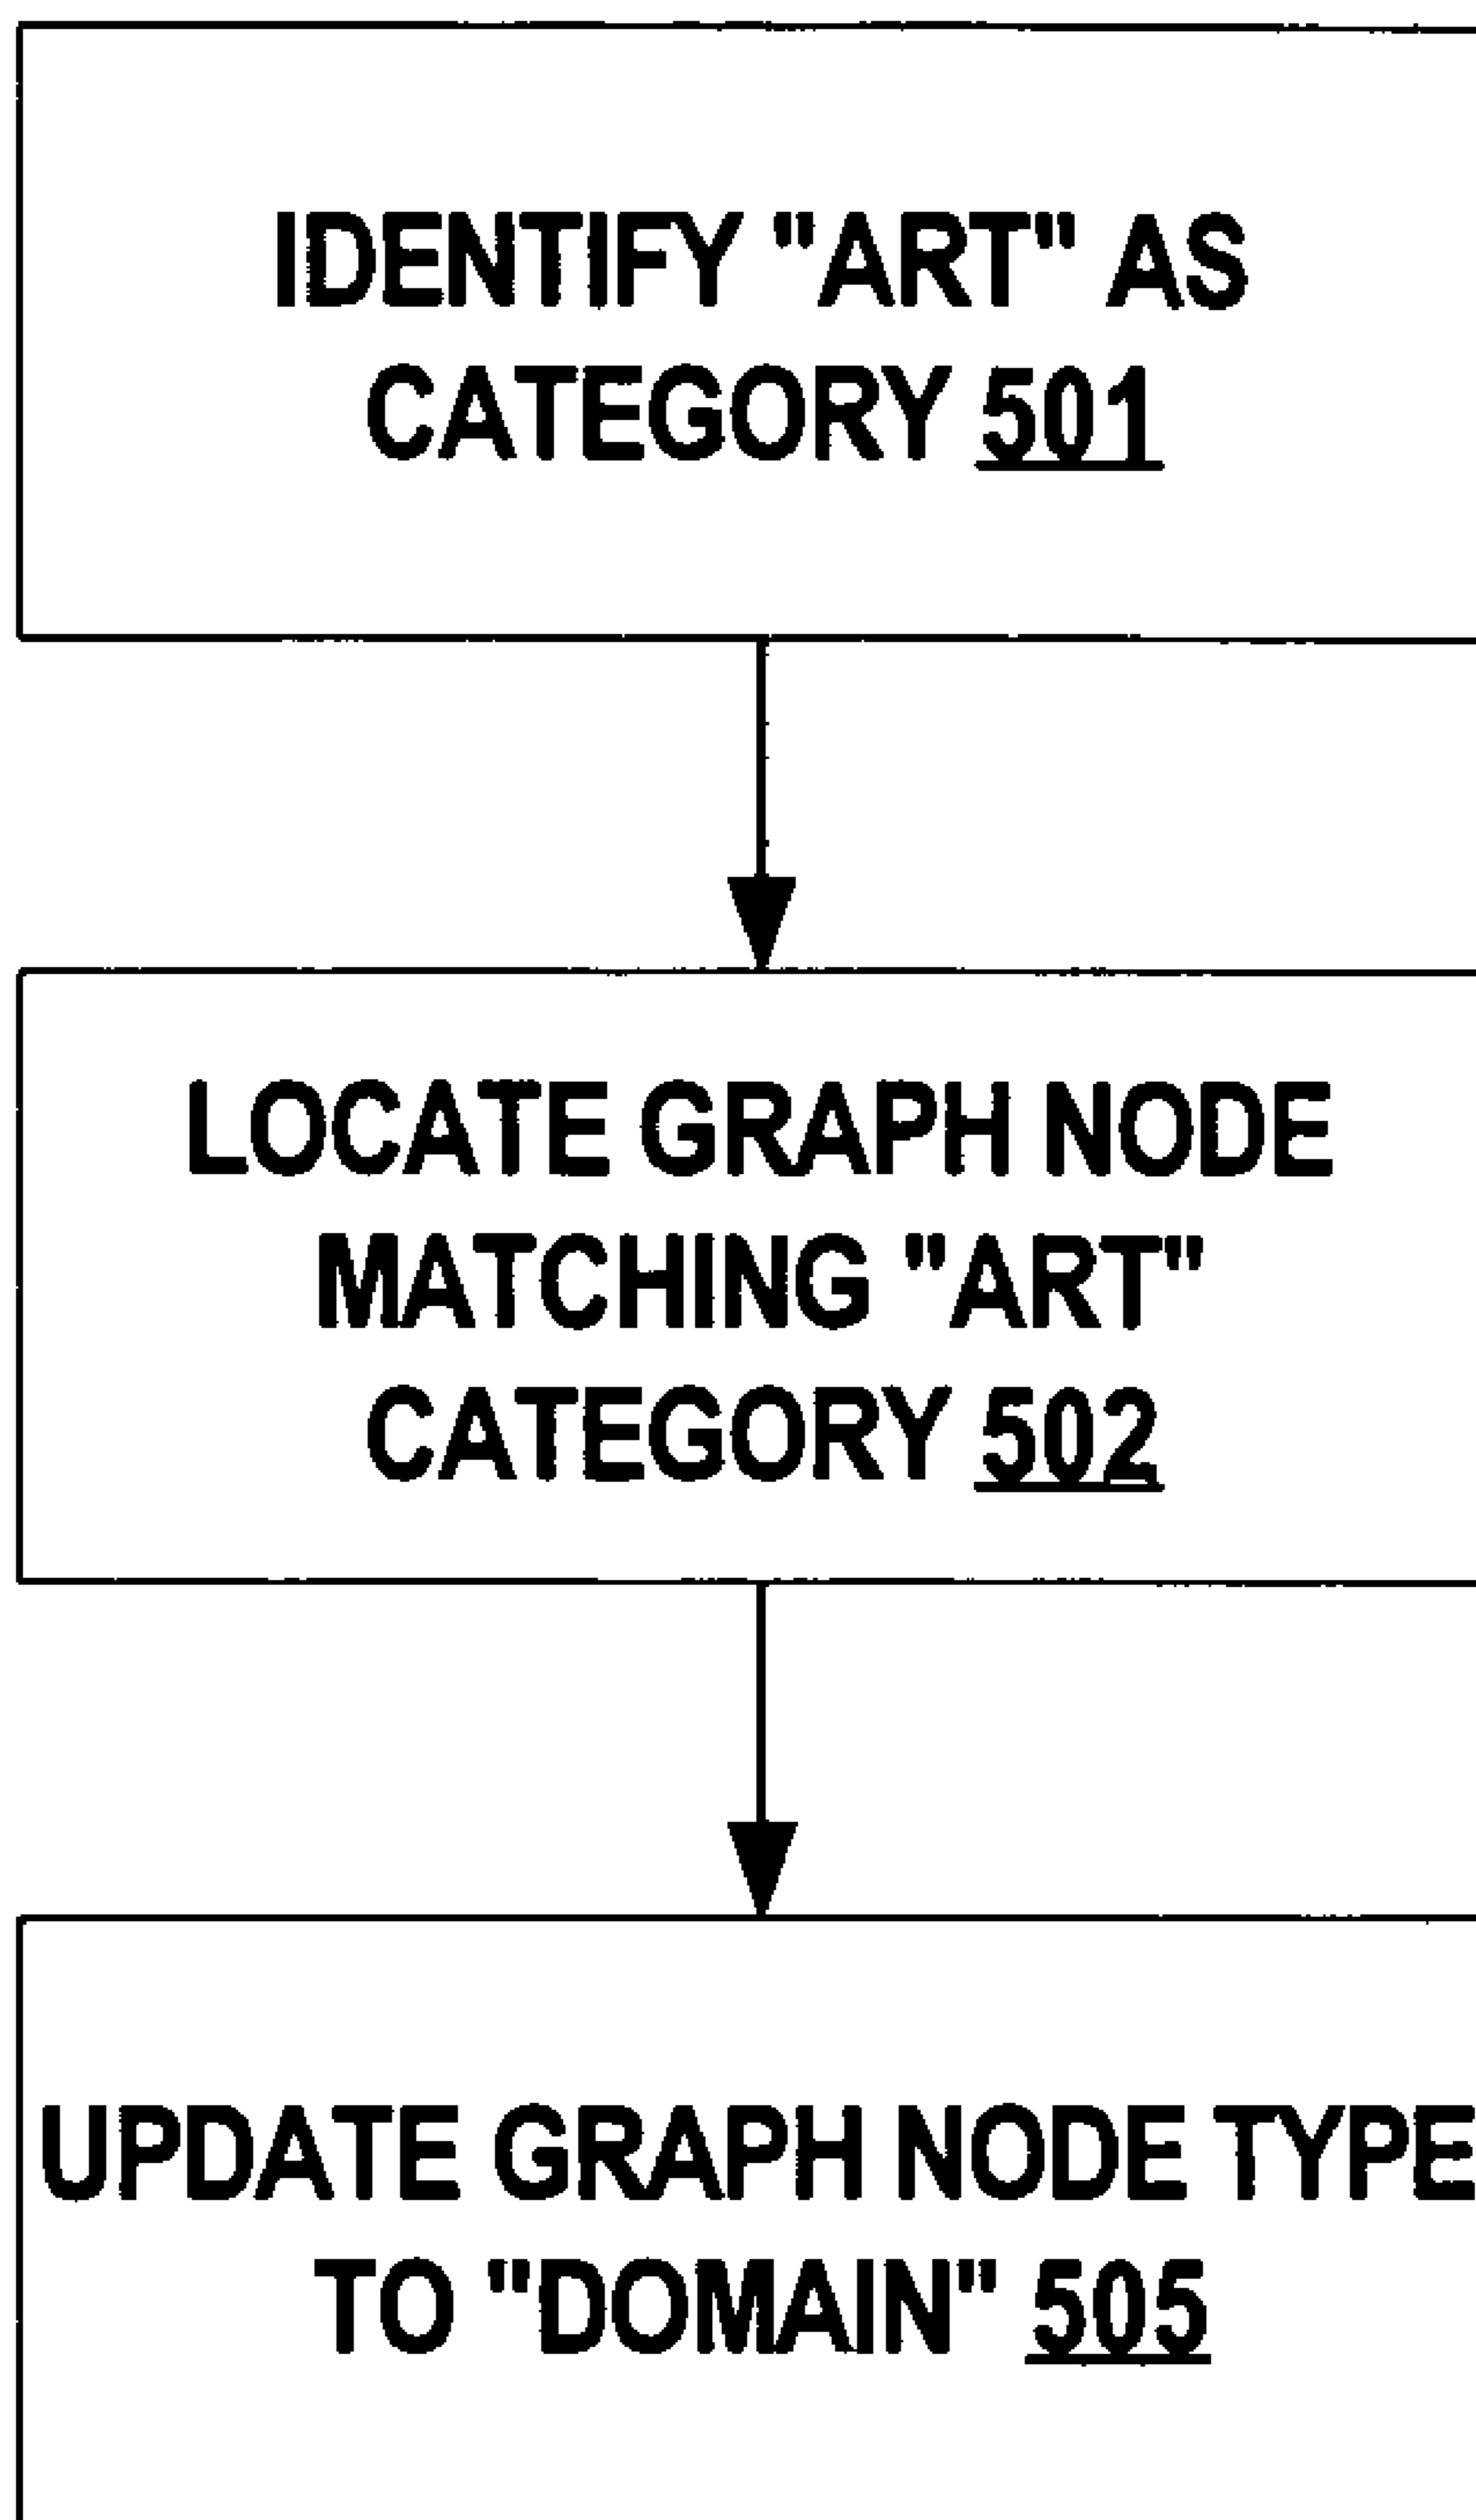 IDENTIFY "ART" AS
CATEGORY 501
LOCATE GRAPH NODE
MATCHING "ART"
CATEGORY 502
UPDATE GRAPH NODE TYPE
TO "DOMAIN" 505